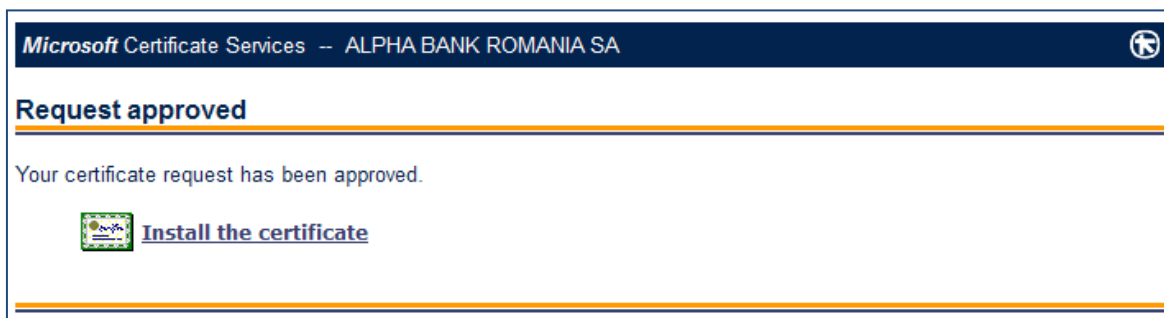 Microsoft Certificate Services -- ALPHA BANK ROMANIA SA
Request approved
Your certificate request has been approved.
Install the certificate